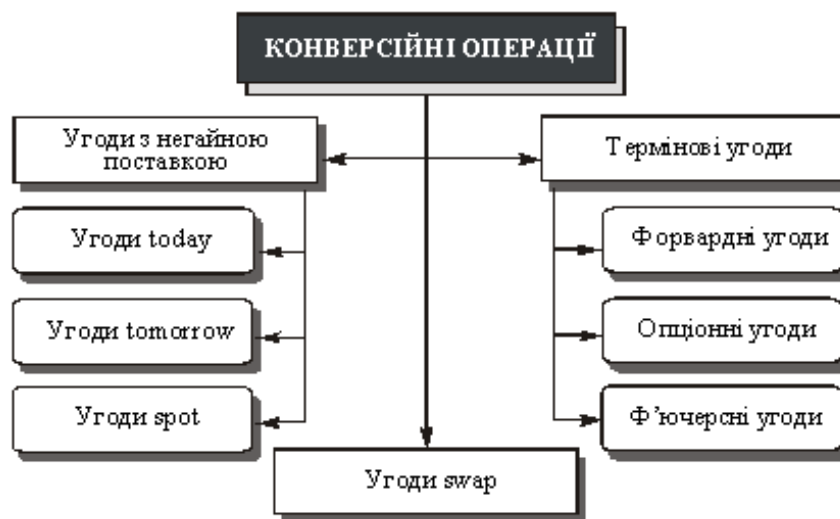 КОНВЕРСІЙНІ ОПЕРАЦІЇ
Угоди з негайною
поставкою
Термінові угоди
Угоди today
Угоди tomorrow
Угоди spot
Форвардні угоди
Опціонні угоди
Ф’ючерсні угоди
Угоди swap